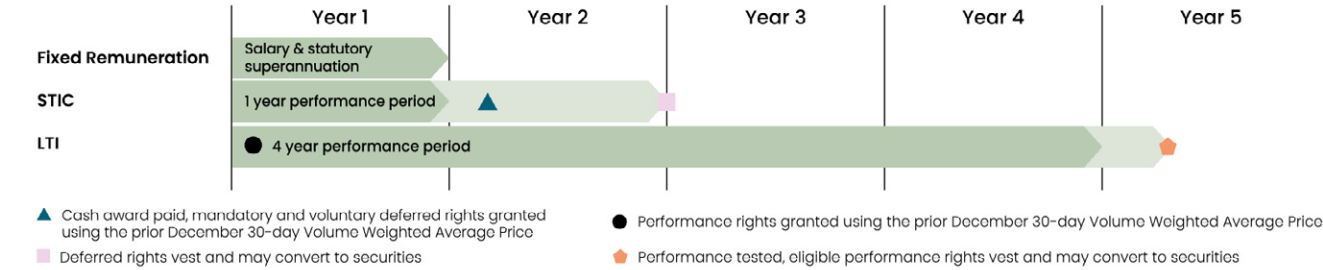 Year 1 Year 2 Year 3 Year 4 Year 5
Fixed Remuneration
Salary & statutory
superannuation
STIC
1 year performance period
LTI
4 year performance period
Cash award paid, mandatory and voluntary deferred rights granted
using the prior December 30-day Volume Weighted Average Price
Deferred rights vest and may convert to securities
Performance rights granted using the prior December 30-day Volume Weighted Average Price
Performance tested, eligible performance rights vest and may convert to securities